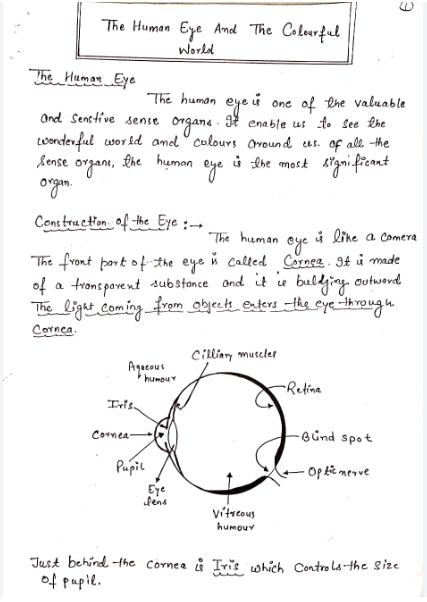 ①
The Human Eye And The Colourful
World
The Human Eye
The human eye is one of the valuable
and senstive sense organs. It enable us to see the
wonderful world and colours around us. of all the
sense organs, the human eye is the most significant
organ.
Construction of the Eye :→
The human eye is like a camera
The front part of the eye is called Cornea. It is made
of a transparent substance and it is buldging outward
The light coming from objects enters the eye through
Cornea.
Cilliary muscles
Aqueous
humour
Retina
Iris
Cornea
Blind spot
Pupil
Optic nerve
Eye
lens
Vitreous
humour
Just behind the cornea is Iris which Controls the size
of pupil.